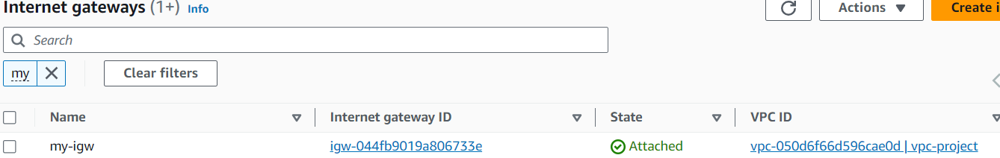 Internet gateways (1+) Info
Actions
Create i
Search
my
Clear filters
Name Internet gateway ID State VPC ID
my-igw igw-044fb9019a806733e Attached vpc-050d6f66d596cae0d | vpc-project